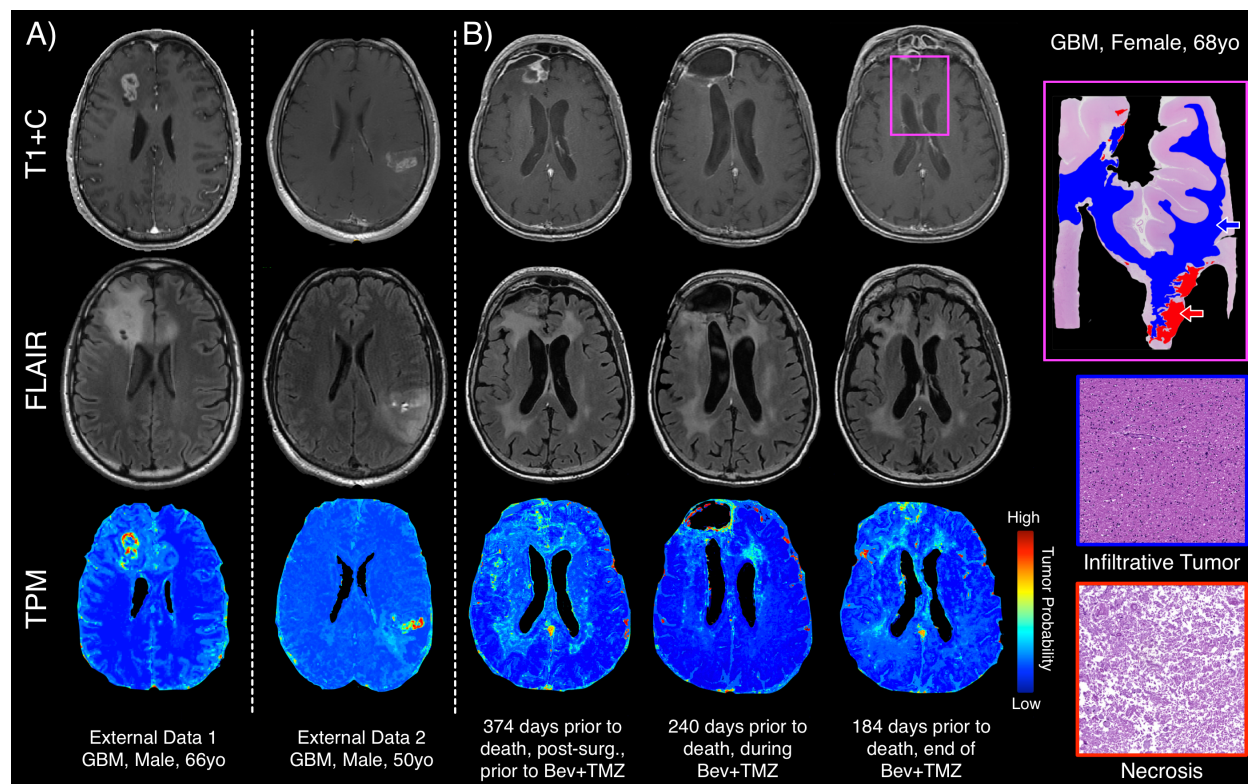 A)
B)
GBM, Female, 68yo
T1+C
FLAIR
TPM
High
Tumor Probability
Low
Infiltrative Tumor
Necrosis
External Data 1
GBM, Male, 66yo
External Data 2
GBM, Male, 50yo
374 days prior to
death, post-surg.,
prior to Bev+TMZ
240 days prior to
death, during
Bev+TMZ
184 days prior to
death, end of
Bev+TMZ